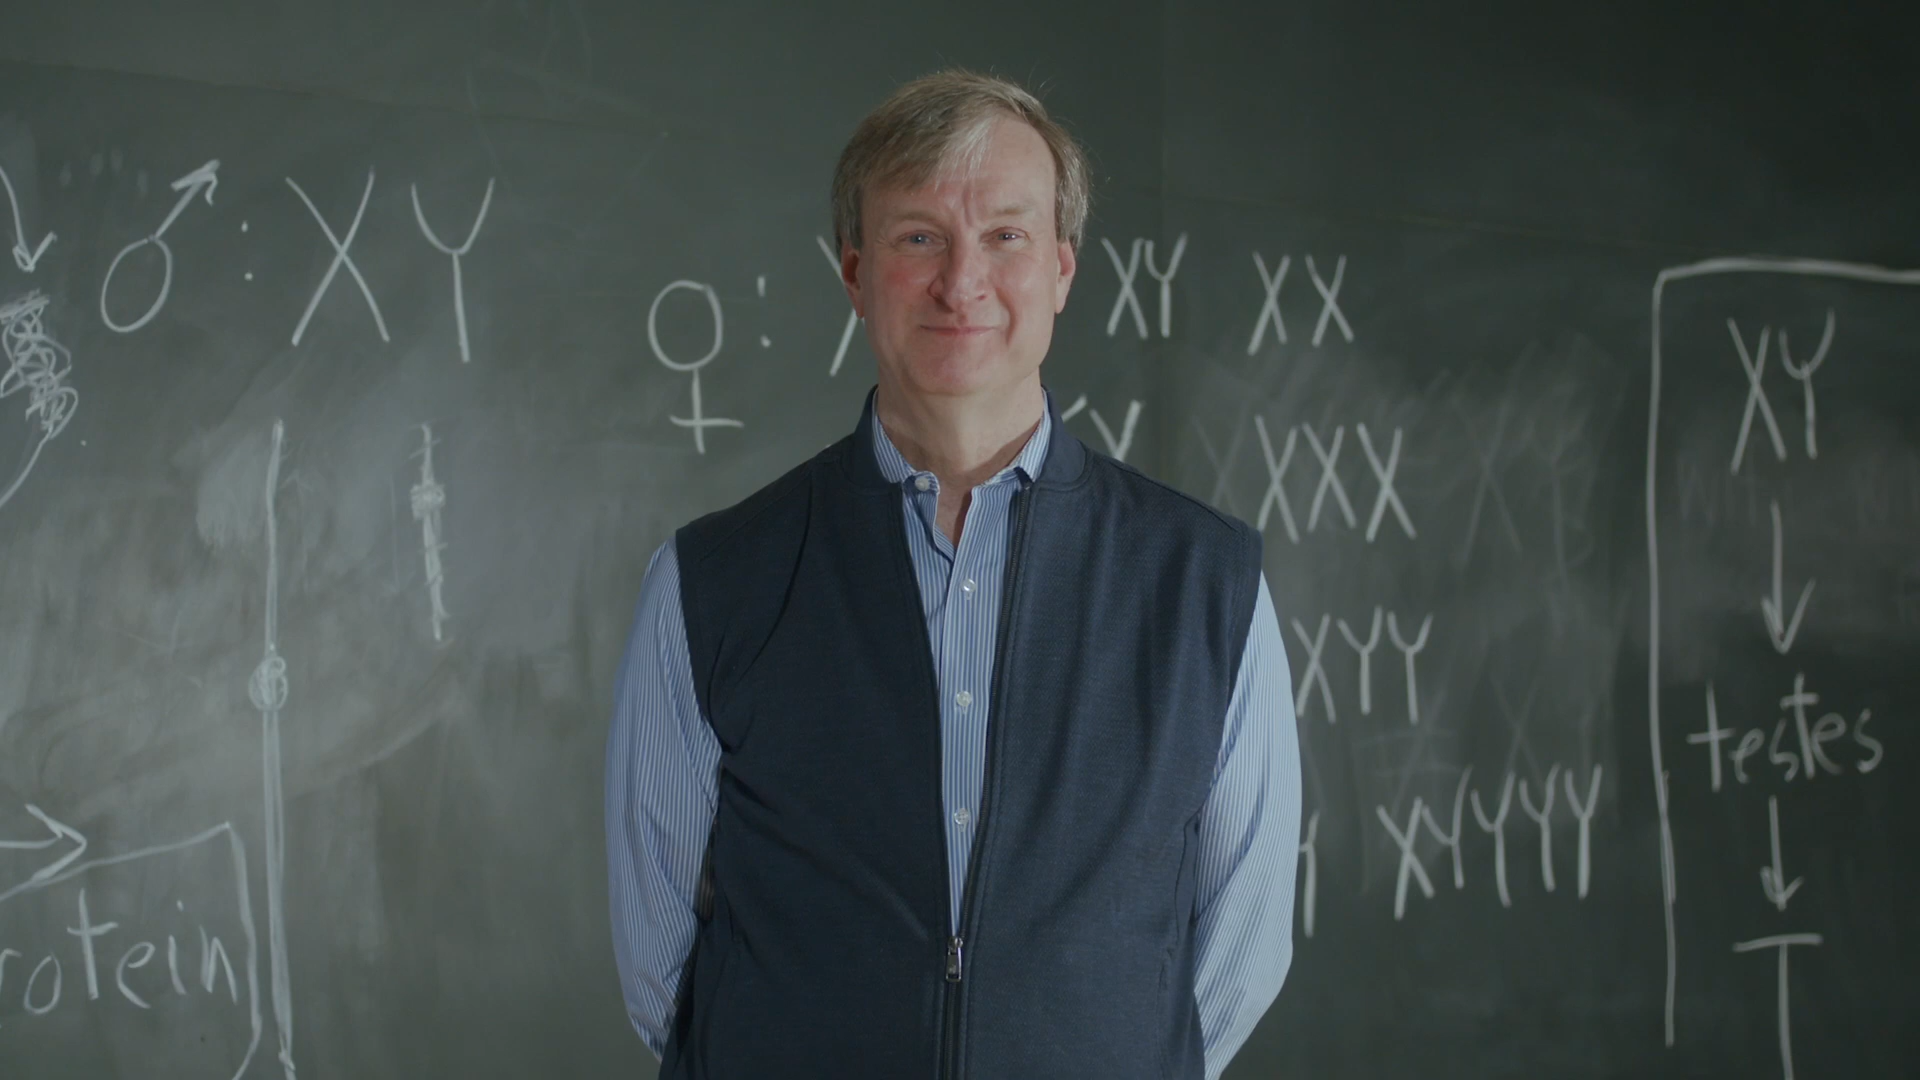 ♂: XY
♀: X
XY XX
Y XXX
XYY
Y XYYYY
rotein
XY
↓
testes
↓
T